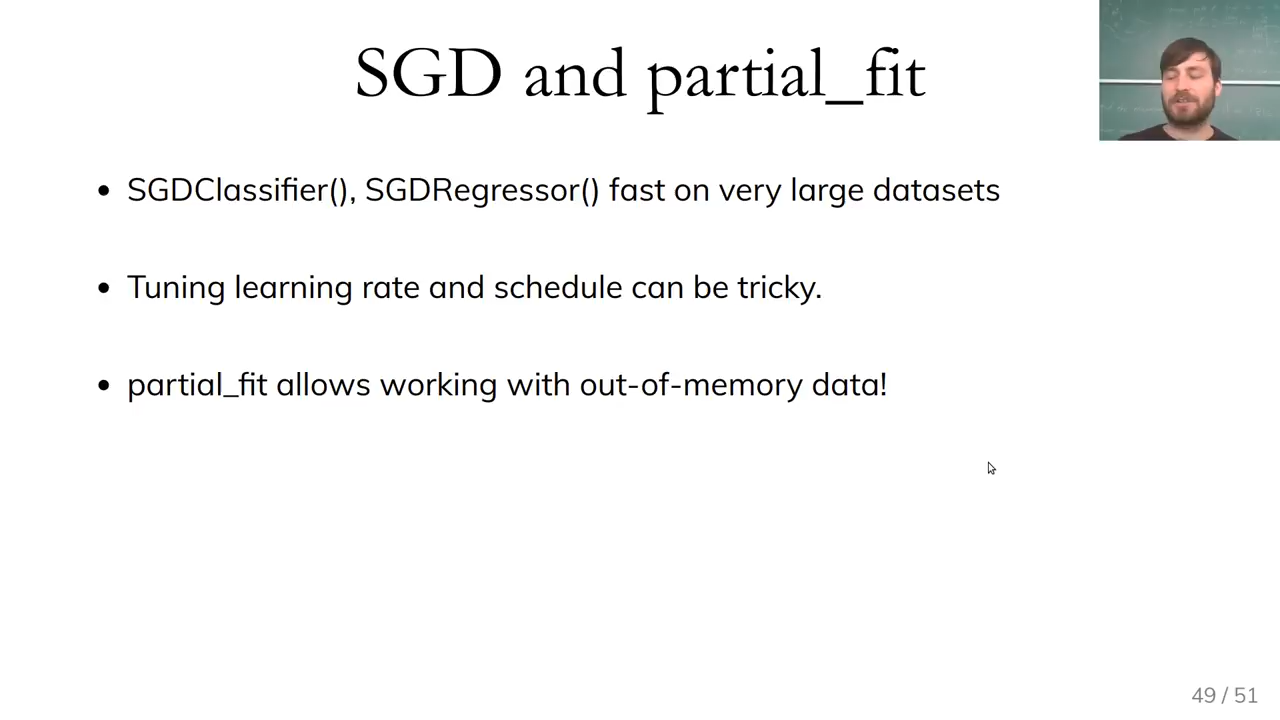 SGD and partial_fit
• SGDClassifier(), SGDRegressor() fast on very large datasets
• Tuning learning rate and schedule can be tricky.
• partial_fit allows working with out-of-memory data!
49 / 51